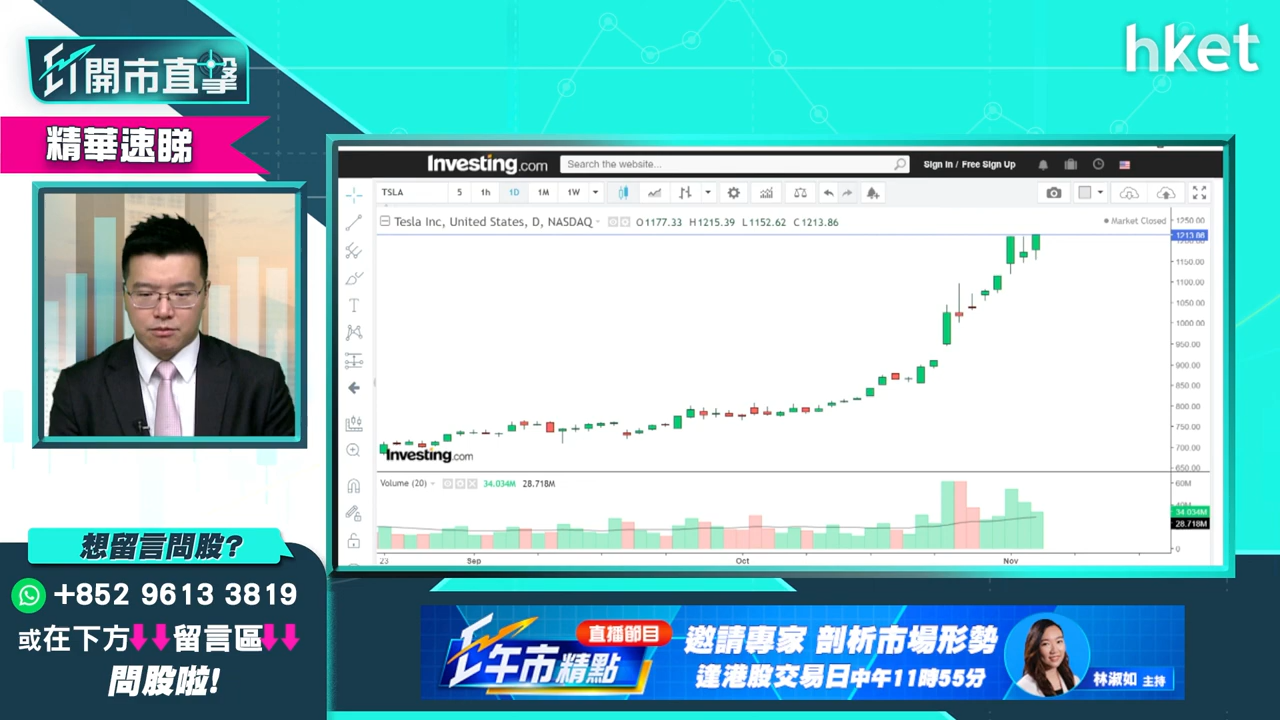 hket
ET開市直擊
精華速睇
Investing.com
Search the website...
Sign In / Free Sign Up
TSLA
5
1h
1D
1M
1W
Tesla Inc, United States, D, NASDAQ
O1177.33 H1215.39 L1152.62 C1213.86
Market Closed
1250.00
1213.86
1150.00
1100.00
1050.00
1000.00
950.00
900.00
850.00
800.00
750.00
700.00
650.00
Investing.com
Volume (20)
34.034M
28.718M
60M
34.034M
28.718M
0
23
Sep
Oct
Nov
想留言問股?
+852 9613 3819
或在下方
留言區
問股啦!
ET午市精點
直播節目
邀請專家 剖析市場形勢
逢港股交易日中午11時55分
林淑如 主持